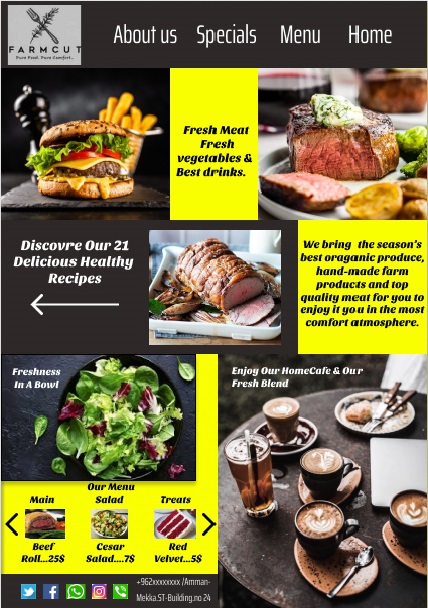 FARMCUT
Pure Food. Pure Comfort...
About us Specials Menu Home
Fresh Meat
Fresh
vegetables &
Best drinks.
Discovre Our 21
Delicious Healthy
Recipes
We bring the season's
best oraganic produce,
hand-made farm
products and top
quality meat for you to
enjoy it you in the most
comfort atmosphere.
Freshness
In A Bowl
Enjoy Our HomeCafe & Our
Fresh Blend
Our Menu
Main Salad Treats
Beef
Roll...25$
Cesar
Salad....7$
Red
Velvet...5$
+962xxxxxxxx /Amman-
Mekka.ST-Building.no 24